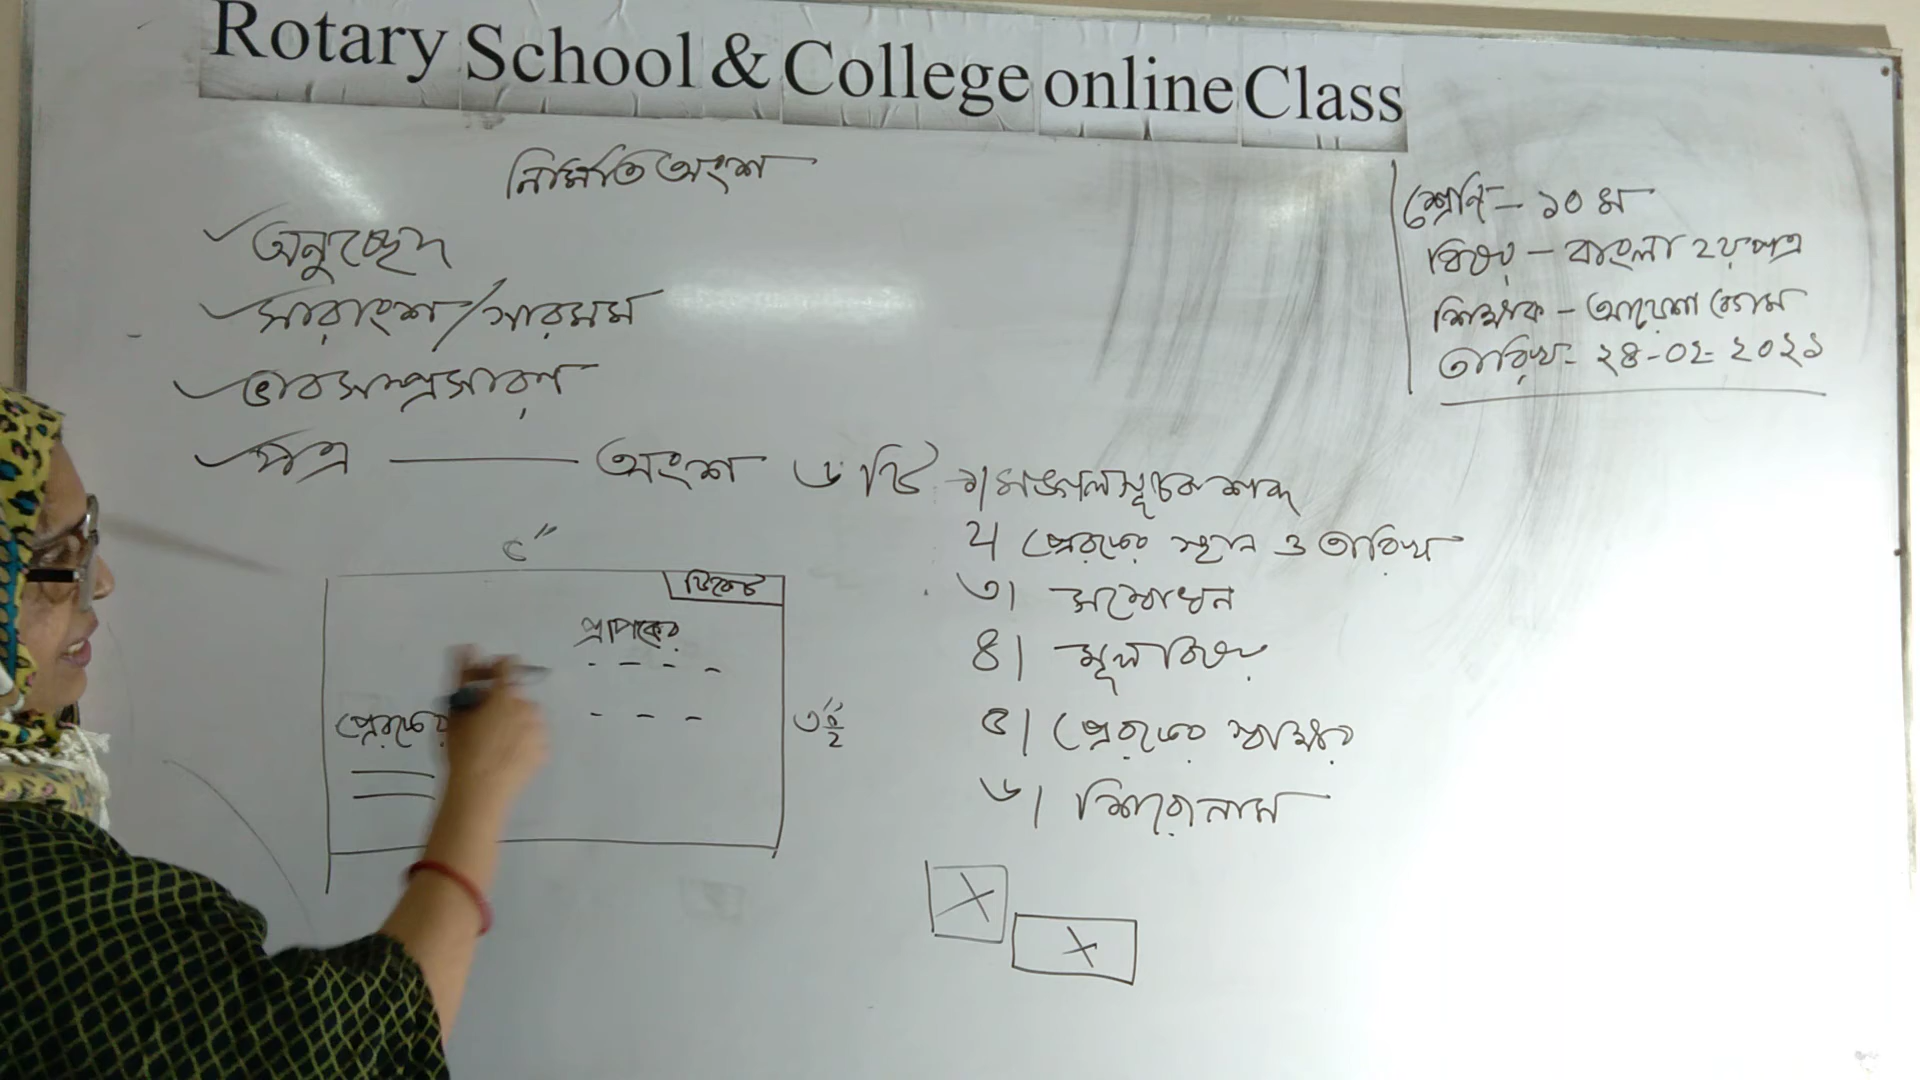 Rotary School & College online Class
নির্মিতি অংশ
শ্রেণি - ১০ম
বিষয় - বাংলা ২য় পত্র
শিক্ষক - আয়েশা বেগম
তারিখ - ২৪-০২-২০২১
অনুচ্ছেদ
সারাংশ/সারমর্ম
ভাবসম্প্রসারণ
পত্র — অংশ ৬টি - ১। মঙ্গলসূচক শব্দ
২। প্রেরকের স্থান ও তারিখ
৩। সম্বোধন
৪। মূল বিষয়
৫। প্রেরকের স্বাক্ষর
৬। শিরোনাম
টিকেট
প্রাপকের
প্রেরকের